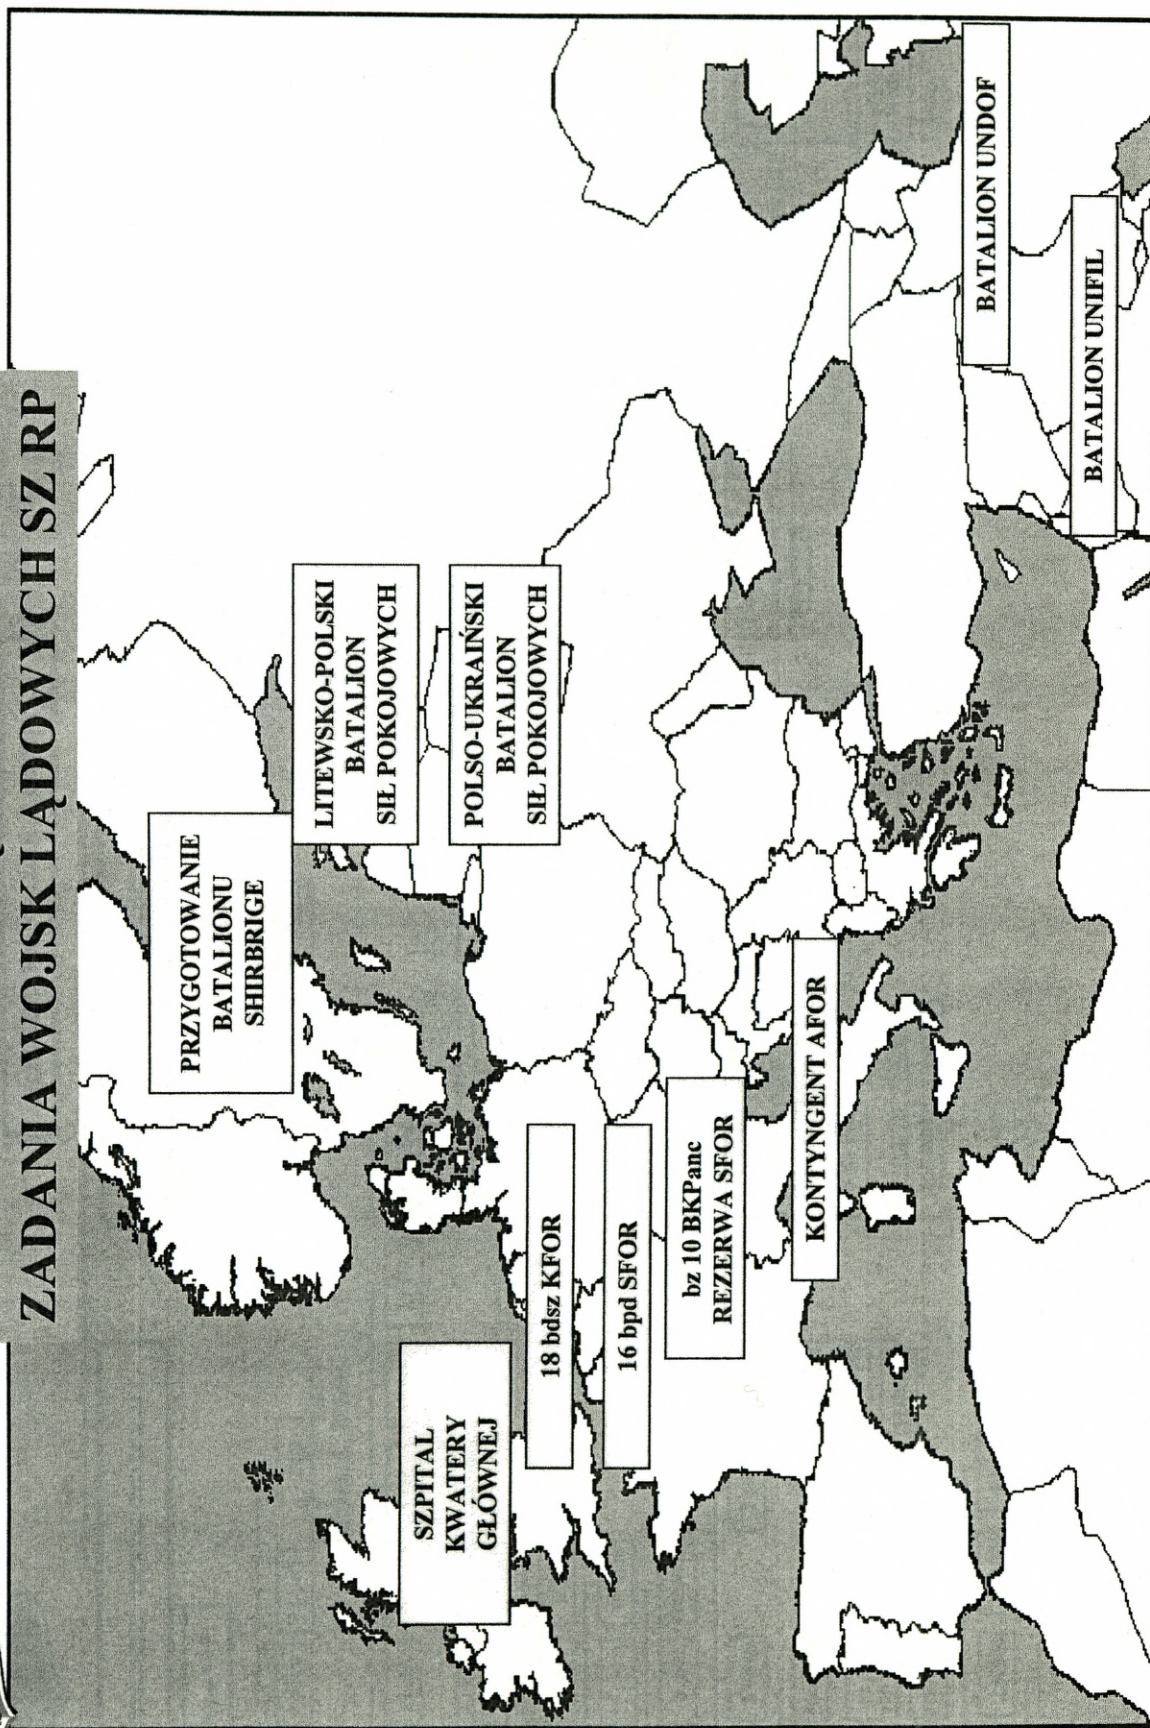 ZADANIA WOJSK LĄDOWYCH SZ RP
PRZYGOTOWANIE
BATALIONU
SHIRBRIGE
LITEWSKO-POLSKI
BATALION
SIŁ POKOJOWYCH
POLSO-UKRAIŃSKI
BATALION
SIŁ POKOJOWYCH
SZPITAL
KWATERY
GŁÓWNEJ
18 bdsz KFOR
16 bpd SFOR
bz 10 BKPanc
REZERWA SFOR
KONTYNGENT AFOR
BATALION UNDOF
BATALION UNIFIL